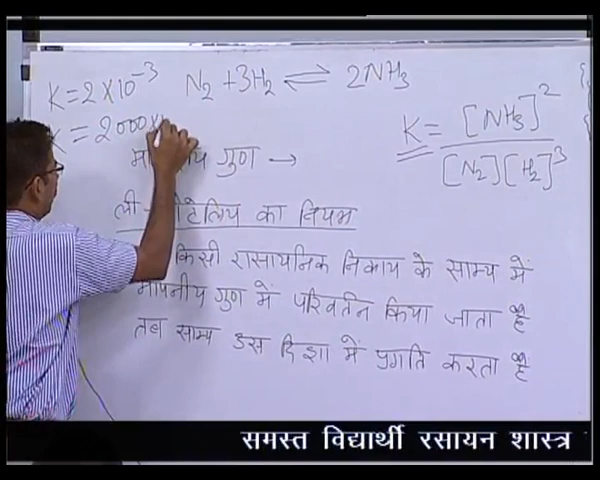 K = 2 × 10⁻³ N₂ + 3H₂ ⇌ 2NH₃
K = 2000 ×
K = [NH₃]² / [N₂][H₂]³
गुण →
का नियम
किसी रासायनिक निकाय के साम्य में
मापनीय गुण में परिवर्तन किया जाता है
तब साम्य उस दिशा में प्रगति करता है
समस्त विद्यार्थी रसायन शास्त्र